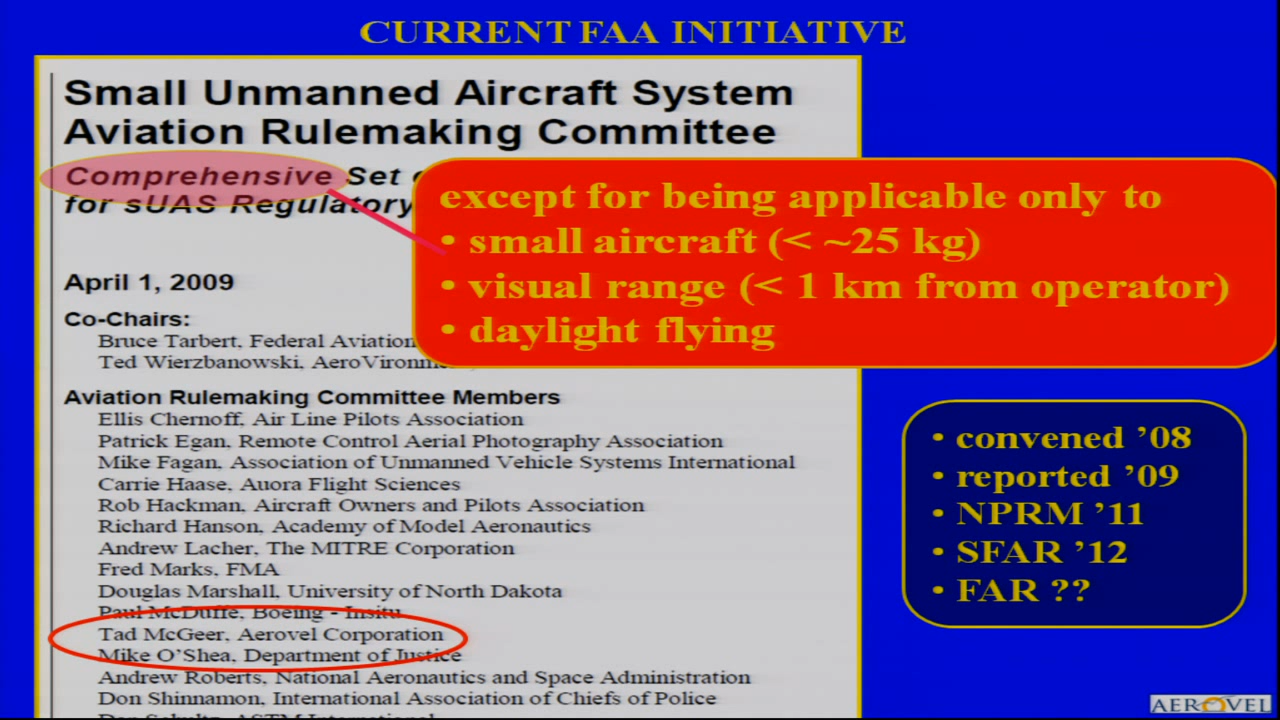 CURRENT FAA INITIATIVE
Small Unmanned Aircraft System
Aviation Rulemaking Committee
Comprehensive Set
for sUAS Regulatory
except for being applicable only to
• small aircraft (< ~25 kg)
• visual range (< 1 km from operator)
• daylight flying
April 1, 2009
Co-Chairs:
Bruce Tarbert, Federal Aviation
Ted Wierzbanowski,
Aviation Rulemaking Committee Members
Ellis Chernoff, Air Line Pilots Association
Patrick Egan, Remote Control Aerial Photography Association
Mike Fagan, Association of Unmanned Vehicle Systems International
Carrie Haase, Auora Flight Sciences
Rob Hackman, Aircraft Owners and Pilots Association
Richard Hanson, Academy of Model Aeronautics
Andrew Lacher, The MITRE Corporation
Fred Marks, FMA
Douglas Marshall, University of North Dakota
Paul McDuffe, Boeing - Insitu
Tad McGeer, Aerovel Corporation
Mike O'Shea, Department of Justice
Andrew Roberts, National Aeronautics and Space Administration
Don Shinnamon, International Association of Chiefs of Police
• convened ’08
• reported ’09
• NPRM ’11
• SFAR ’12
• FAR ??
AEROVEL